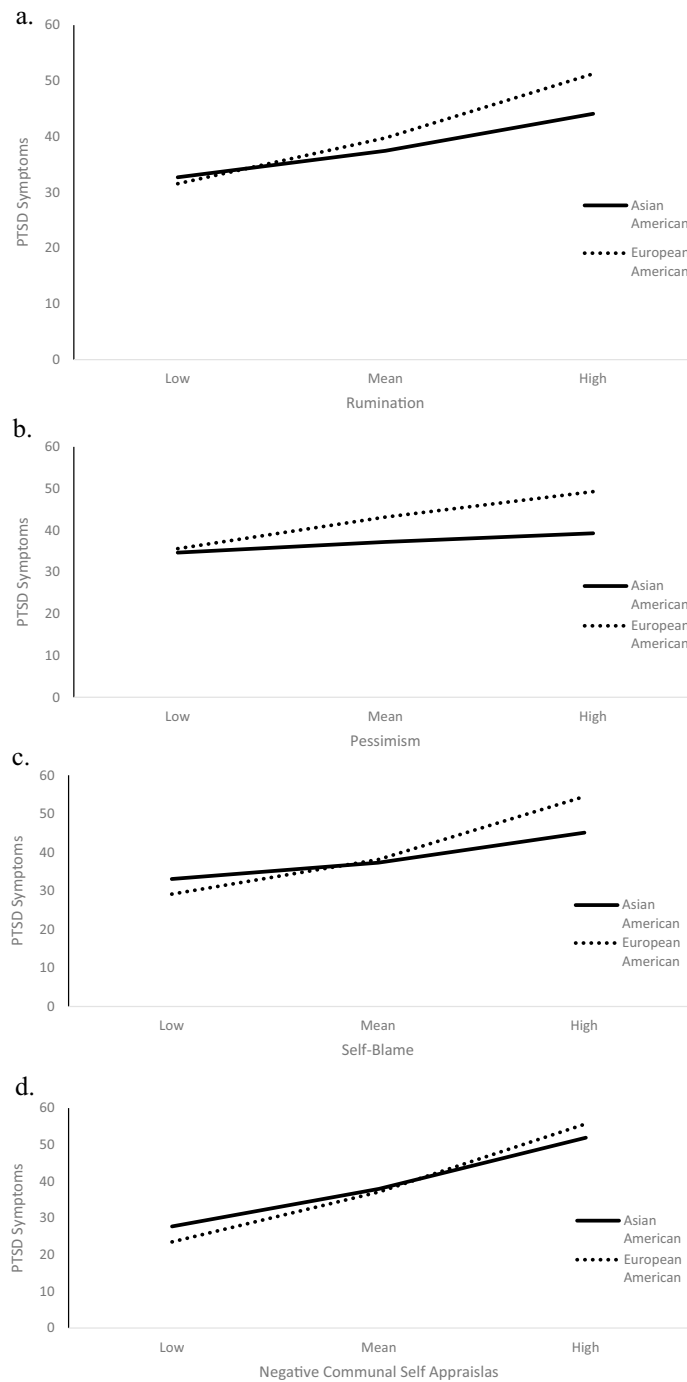 a.
60
50
40
30
20
10
0
PTSD Symptoms
Low Mean High
Rumination
Asian
American
European
American
b.
60
50
40
30
20
10
0
PTSD Symptoms
Low Mean High
Pessimism
Asian
American
European
American
c.
60
50
40
30
20
10
0
PTSD Symptoms
Low Mean High
Self-Blame
Asian
American
European
American
d.
60
50
40
30
20
10
0
PTSD Symptoms
Low Mean High
Negative Communal Self Appraislas
Asian
American
European
American